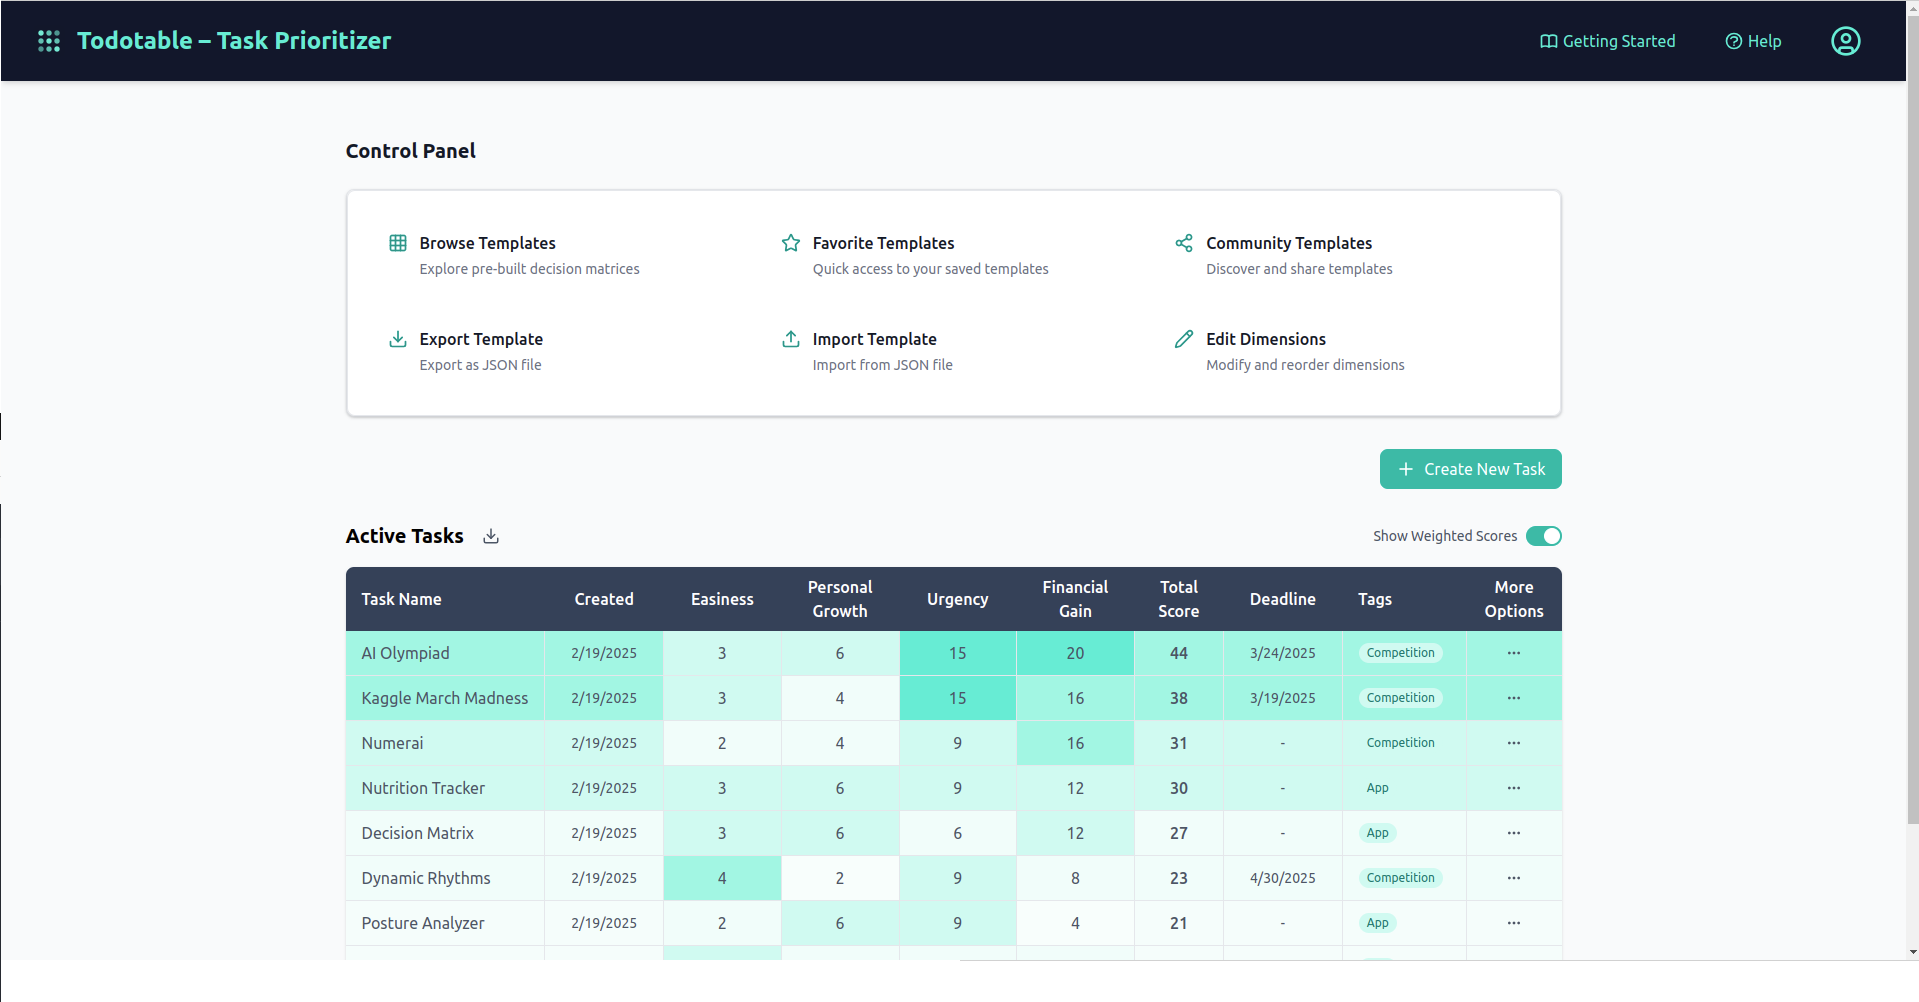 Todotable – Task Prioritizer
Getting Started
Help
Control Panel
Browse Templates
Explore pre-built decision matrices
Favorite Templates
Quick access to your saved templates
Community Templates
Discover and share templates
Export Template
Export as JSON file
Import Template
Import from JSON file
Edit Dimensions
Modify and reorder dimensions
+ Create New Task
Active Tasks
Show Weighted Scores
Task Name Created Easiness Personal Growth Urgency Financial Gain Total Score Deadline Tags More Options
AI Olympiad 2/19/2025 3 6 15 20 44 3/24/2025 Competition ···
Kaggle March Madness 2/19/2025 3 4 15 16 38 3/19/2025 Competition ···
Numerai 2/19/2025 2 4 9 16 31 - Competition ···
Nutrition Tracker 2/19/2025 3 6 9 12 30 - App ···
Decision Matrix 2/19/2025 3 6 6 12 27 - App ···
Dynamic Rhythms 2/19/2025 4 2 9 8 23 4/30/2025 Competition ···
Posture Analyzer 2/19/2025 2 6 9 4 21 - App ···